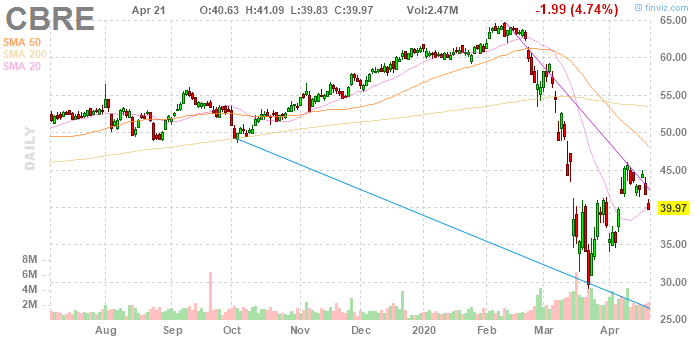 CBRE
Apr 21
O:40.63 H:41.09 L:39.83 C:39.97
Vol:2.47M
© finviz.com
-1.99 (4.74%)
SMA 50
SMA 200
SMA 20
DAILY
65.00
60.00
55.00
50.00
45.00
39.97
35.00
30.00
25.00
8M
6M
4M
2M
Aug Sep Oct Nov Dec 2020 Feb Mar Apr